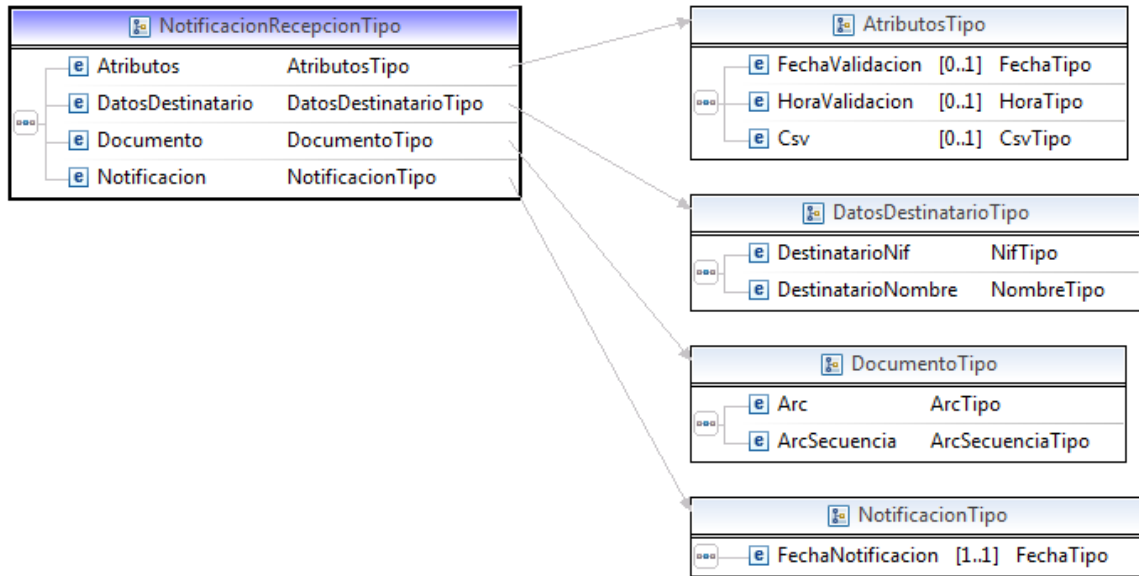 NotificacionRecepcionTipo
e Atributos AtributosTipo
e DatosDestinatario DatosDestinatarioTipo
e Documento DocumentoTipo
e Notificacion NotificacionTipo
AtributosTipo
e FechaValidacion [0..1] FechaTipo
e HoraValidacion [0..1] HoraTipo
e Csv [0..1] CsvTipo
DatosDestinatarioTipo
e DestinatarioNif NifTipo
e DestinatarioNombre NombreTipo
DocumentoTipo
e Arc ArcTipo
e ArcSecuencia ArcSecuenciaTipo
NotificacionTipo
e FechaNotificacion [1..1] FechaTipo